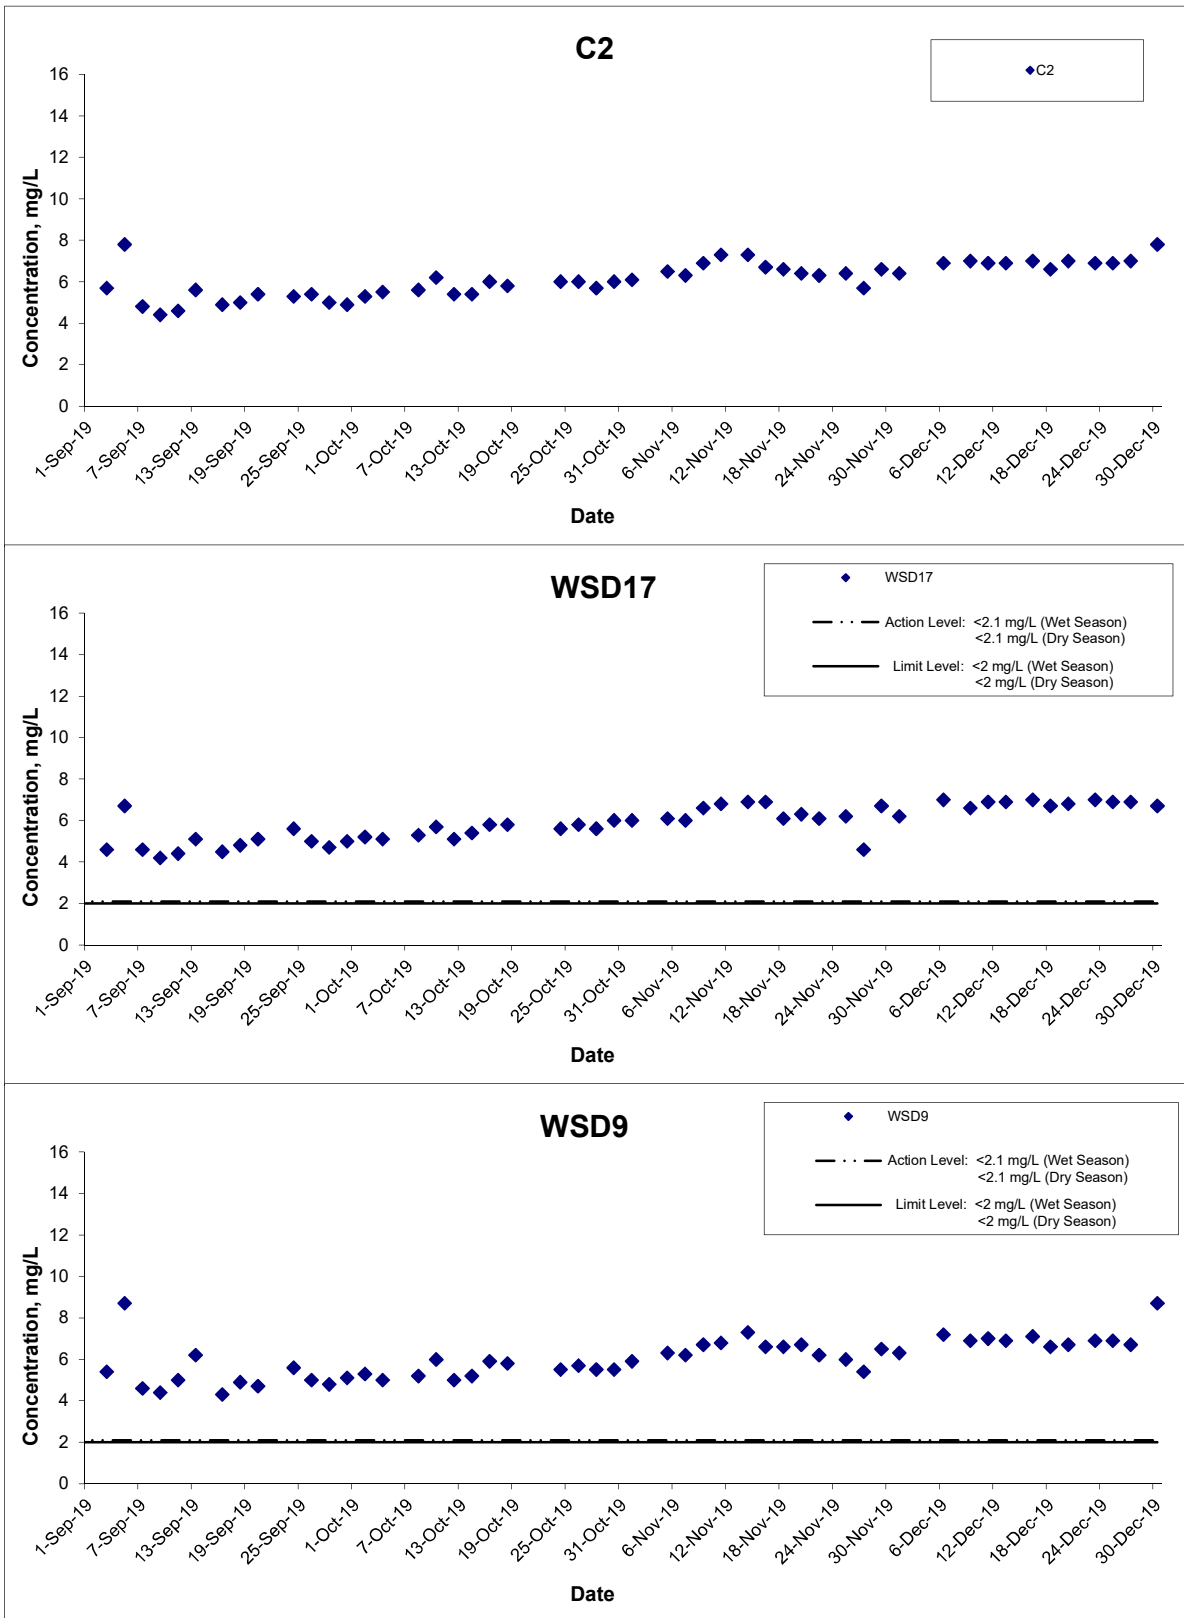 C2
C2
16
14
12
10
8
6
4
2
0
Concentration, mg/L
1-Sep-19 7-Sep-19 13-Sep-19 19-Sep-19 25-Sep-19 1-Oct-19 7-Oct-19 13-Oct-19 19-Oct-19 25-Oct-19 31-Oct-19 6-Nov-19 12-Nov-19 18-Nov-19 24-Nov-19 30-Nov-19 6-Dec-19 12-Dec-19 18-Dec-19 24-Dec-19 30-Dec-19
Date
WSD17
WSD17
Action Level: <2.1 mg/L (Wet Season)
<2.1 mg/L (Dry Season)
Limit Level: <2 mg/L (Wet Season)
<2 mg/L (Dry Season)
16
14
12
10
8
6
4
2
0
Concentration, mg/L
1-Sep-19 7-Sep-19 13-Sep-19 19-Sep-19 25-Sep-19 1-Oct-19 7-Oct-19 13-Oct-19 19-Oct-19 25-Oct-19 31-Oct-19 6-Nov-19 12-Nov-19 18-Nov-19 24-Nov-19 30-Nov-19 6-Dec-19 12-Dec-19 18-Dec-19 24-Dec-19 30-Dec-19
Date
WSD9
WSD9
Action Level: <2.1 mg/L (Wet Season)
<2.1 mg/L (Dry Season)
Limit Level: <2 mg/L (Wet Season)
<2 mg/L (Dry Season)
16
14
12
10
8
6
4
2
0
Concentration, mg/L
1-Sep-19 7-Sep-19 13-Sep-19 19-Sep-19 25-Sep-19 1-Oct-19 7-Oct-19 13-Oct-19 19-Oct-19 25-Oct-19 31-Oct-19 6-Nov-19 12-Nov-19 18-Nov-19 24-Nov-19 30-Nov-19 6-Dec-19 12-Dec-19 18-Dec-19 24-Dec-19 30-Dec-19
Date